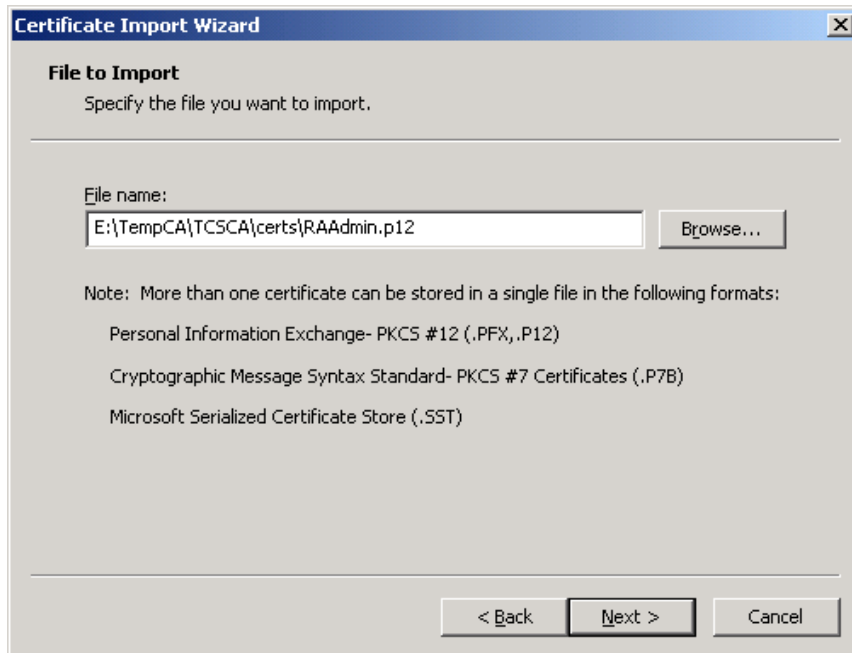 Certificate Import Wizard
File to Import
Specify the file you want to import.
File name:
E:\TempCA\TCSCA\certs\RAAdmin.p12
Browse...
Note: More than one certificate can be stored in a single file in the following formats:
Personal Information Exchange- PKCS #12 (.PFX,.P12)
Cryptographic Message Syntax Standard- PKCS #7 Certificates (.P7B)
Microsoft Serialized Certificate Store (.SST)
< Back
Next >
Cancel